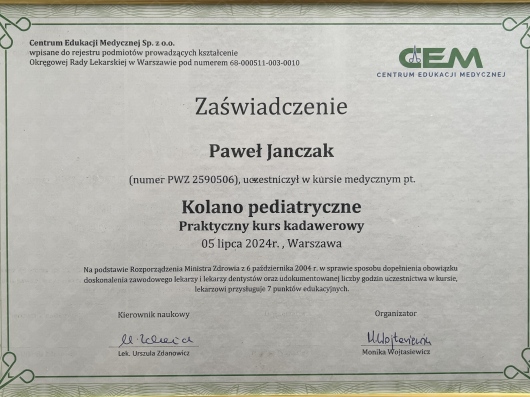 Centrum Edukacji Medycznej Sp. z o.o.
wpisane do rejestru podmiotów prowadzących kształcenie
Okręgowej Rady Lekarskiej w Warszawie pod numerem 68-000511-003-0010
CEM
CENTRUM EDUKACJI MEDYCZNEJ
Zaświadczenie
Paweł Janczak
(numer PWZ 2590506), uczestniczył w kursie medycznym pt.
Kolano pediatryczne
Praktyczny kurs kadawerowy
05 lipca 2024r. , Warszawa
Na podstawie Rozporządzenia Ministra Zdrowia z 6 października 2004 r. w sprawie sposobu dopełnienia obowiązku
doskonalenia zawodowego lekarzy i lekarzy dentystów oraz udokumentowanej liczby godzin uczestnictwa w kursie,
lekarzowi przysługuje 7 punktów edukacyjnych.
Kierownik naukowy
Organizator
Lek. Urszula Zdanowicz
Monika Wojtasiewicz